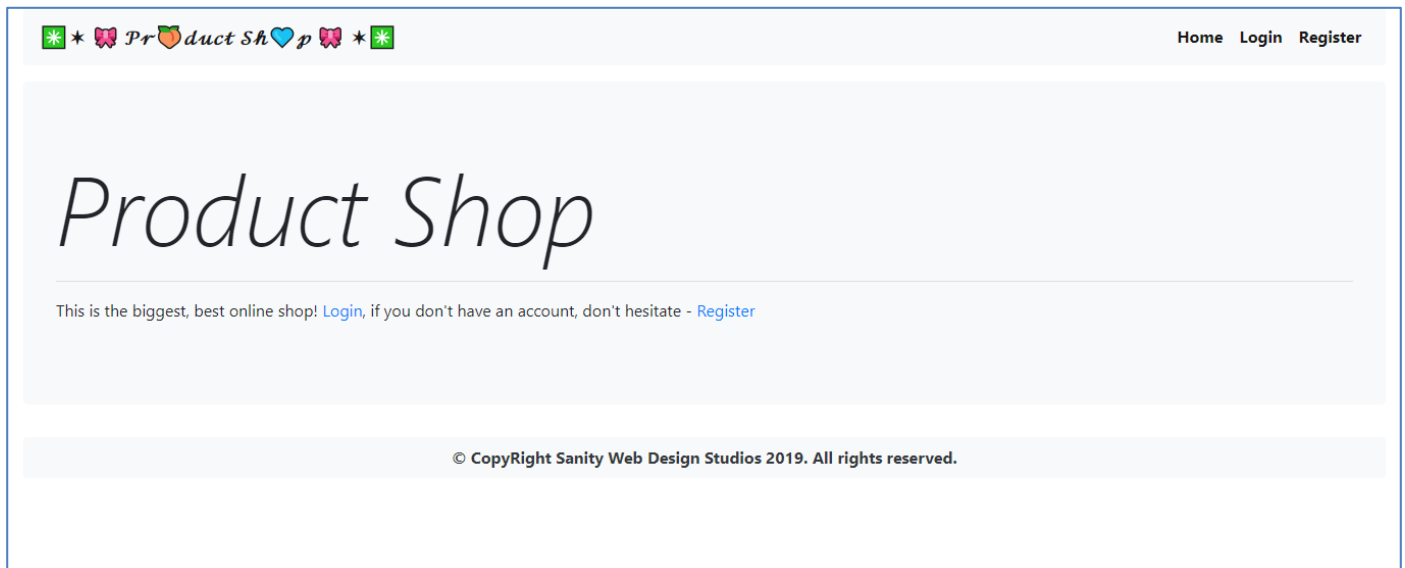 ✳️ ✶ 🎀 𝒫𝓇🍑𝒹𝓊𝒸𝓉 𝒮𝒽💙𝓅 🎀 ✶ ✳️
Home Login Register
Product Shop
This is the biggest, best online shop! Login, if you don't have an account, don't hesitate - Register
© CopyRight Sanity Web Design Studios 2019. All rights reserved.